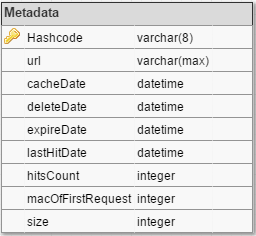 Metadata
Hashcode varchar(8)
url varchar(max)
cacheDate datetime
deleteDate datetime
expireDate datetime
lastHitDate datetime
hitsCount integer
macOfFirstRequest integer
size integer